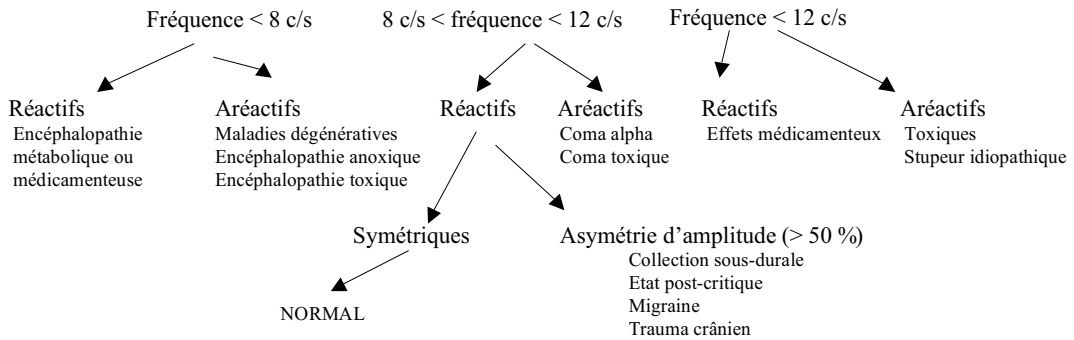 Fréquence < 8 c/s
8 c/s < fréquence < 12 c/s
Fréquence < 12 c/s
Réactifs
Encéphalopathie
métabolique ou
médicamenteuse
Aréactifs
Maladies dégénératives
Encéphalopathie anoxique
Encéphalopathie toxique
Réactifs
Aréactifs
Coma alpha
Coma toxique
Réactifs
Effets médicamenteux
Aréactifs
Toxiques
Stupeur idiopathique
Symétriques
Asymétrie d’amplitude (> 50 %)
Collection sous-durale
Etat post-critique
Migraine
Trauma crânien
NORMAL